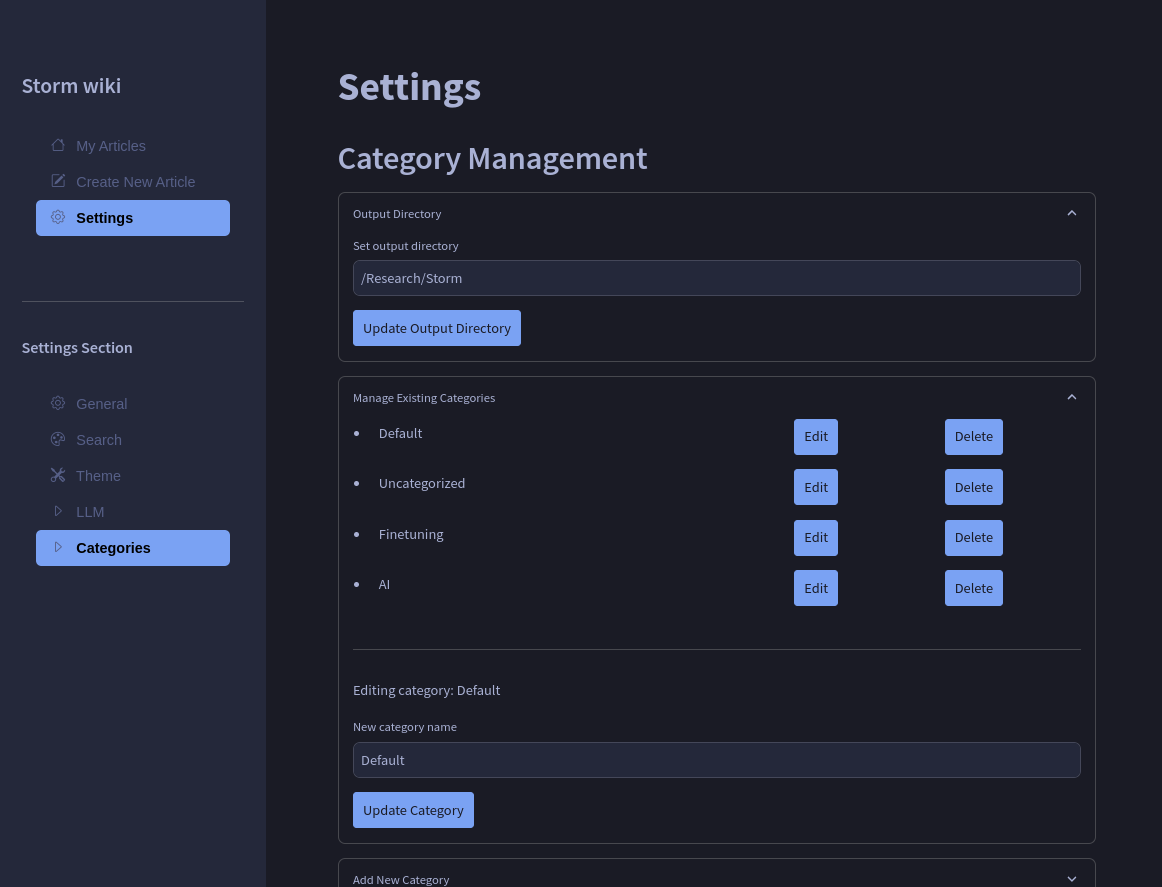 Storm wiki
My Articles
Create New Article
Settings
Settings Section
General
Search
Theme
LLM
Categories
Settings
Category Management
Output Directory
Set output directory
/Research/Storm
Update Output Directory
Manage Existing Categories
• Default Edit Delete
• Uncategorized Edit Delete
• Finetuning Edit Delete
• AI Edit Delete
Editing category: Default
New category name
Default
Update Category
Add New Category